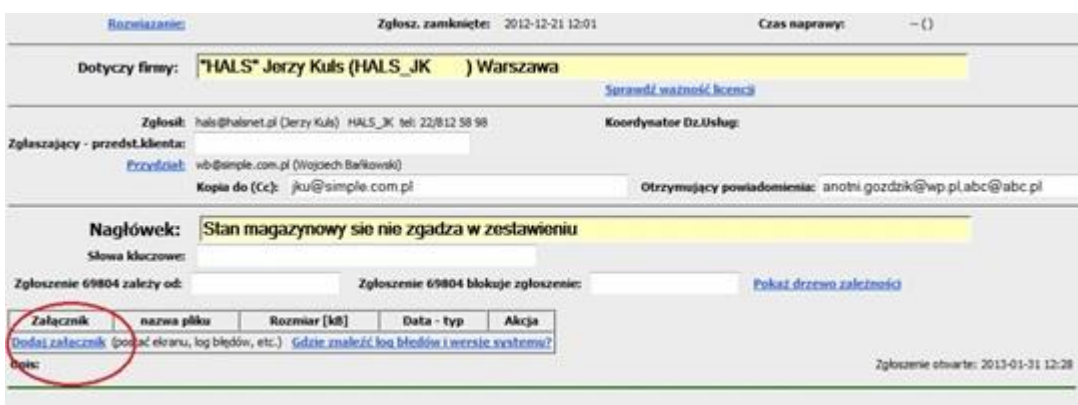 Rozwiązanie: Zgłosz. zamknięte: 2012-12-21 12:01 Czas naprawy: -- ()
Dotyczy firmy: "HALS" Jerzy Kuls (HALS_JK ) Warszawa
Sprawdź ważność licencji
Zgłosił: hals@halsnet.pl (Jerzy Kuls) HALS_JK tel: 22/812 58 98 Koordynator Dz.Usług:
Zgłaszający - przedst.klienta:
Przydział: wb@simple.com.pl (Wojciech Bańkowski)
Kopia do (Cc): jku@simple.com.pl Otrzymujący powiadomienia: anotni.gozdzik@wp.pl,abc@abc.pl
Nagłówek: Stan magazynowy sie nie zgadza w zestawieniu
Słowa kluczowe:
Zgłoszenie 69804 zależy od: Zgłoszenie 69804 blokuje zgłoszenie: Pokaż drzewo zależności
Załącznik nazwa pliku Rozmiar [kB] Data - typ Akcja
Dodaj załącznik (postać ekranu, log błędów, etc.) Gdzie znaleźć log błędów i wersje systemu?
Opis: Zgłoszenie otwarte: 2013-01-31 12:28